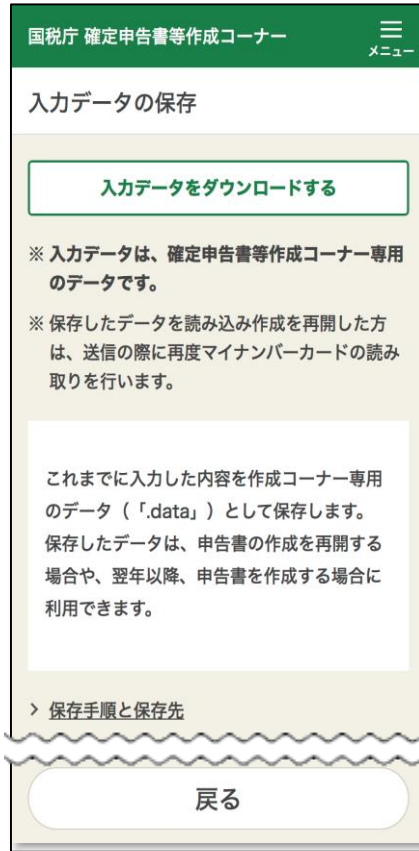 国税庁 確定申告書等作成コーナー
メニュー
入力データの保存
入力データをダウンロードする
※ 入力データは、確定申告書等作成コーナー専用
のデータです。
※ 保存したデータを読み込み作成を再開した方
は、送信の際に再度マイナンバーカードの読み
取りを行います。
これまでに入力した内容を作成コーナー専用
のデータ（「.data」）として保存します。
保存したデータは、申告書の作成を再開する
場合や、翌年以降、申告書を作成する場合に
利用できます。
> 保存手順と保存先
戻る